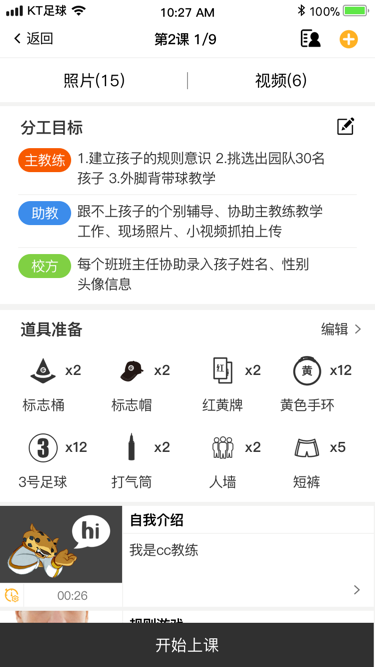 KT足球 10:27 AM 100%
返回 第2课 1/9
照片(15) 视频(6)
分工目标
主教练 1.建立孩子的规则意识 2.挑选出园队30名
孩子 3.外脚背带球教学
助教 跟不上孩子的个别辅导、协助主教练教学
工作、现场照片、小视频抓拍上传
校方 每个班班主任协助录入孩子姓名、性别
头像信息
道具准备 编辑
x2 x2 红 x2 黄 x12
标志桶 标志帽 红黄牌 黄色手环
3 x12 x2 x2 x5
3号足球 打气筒 人墙 短裤
hi 自我介绍
我是cc教练
00:26
规则游戏
开始上课